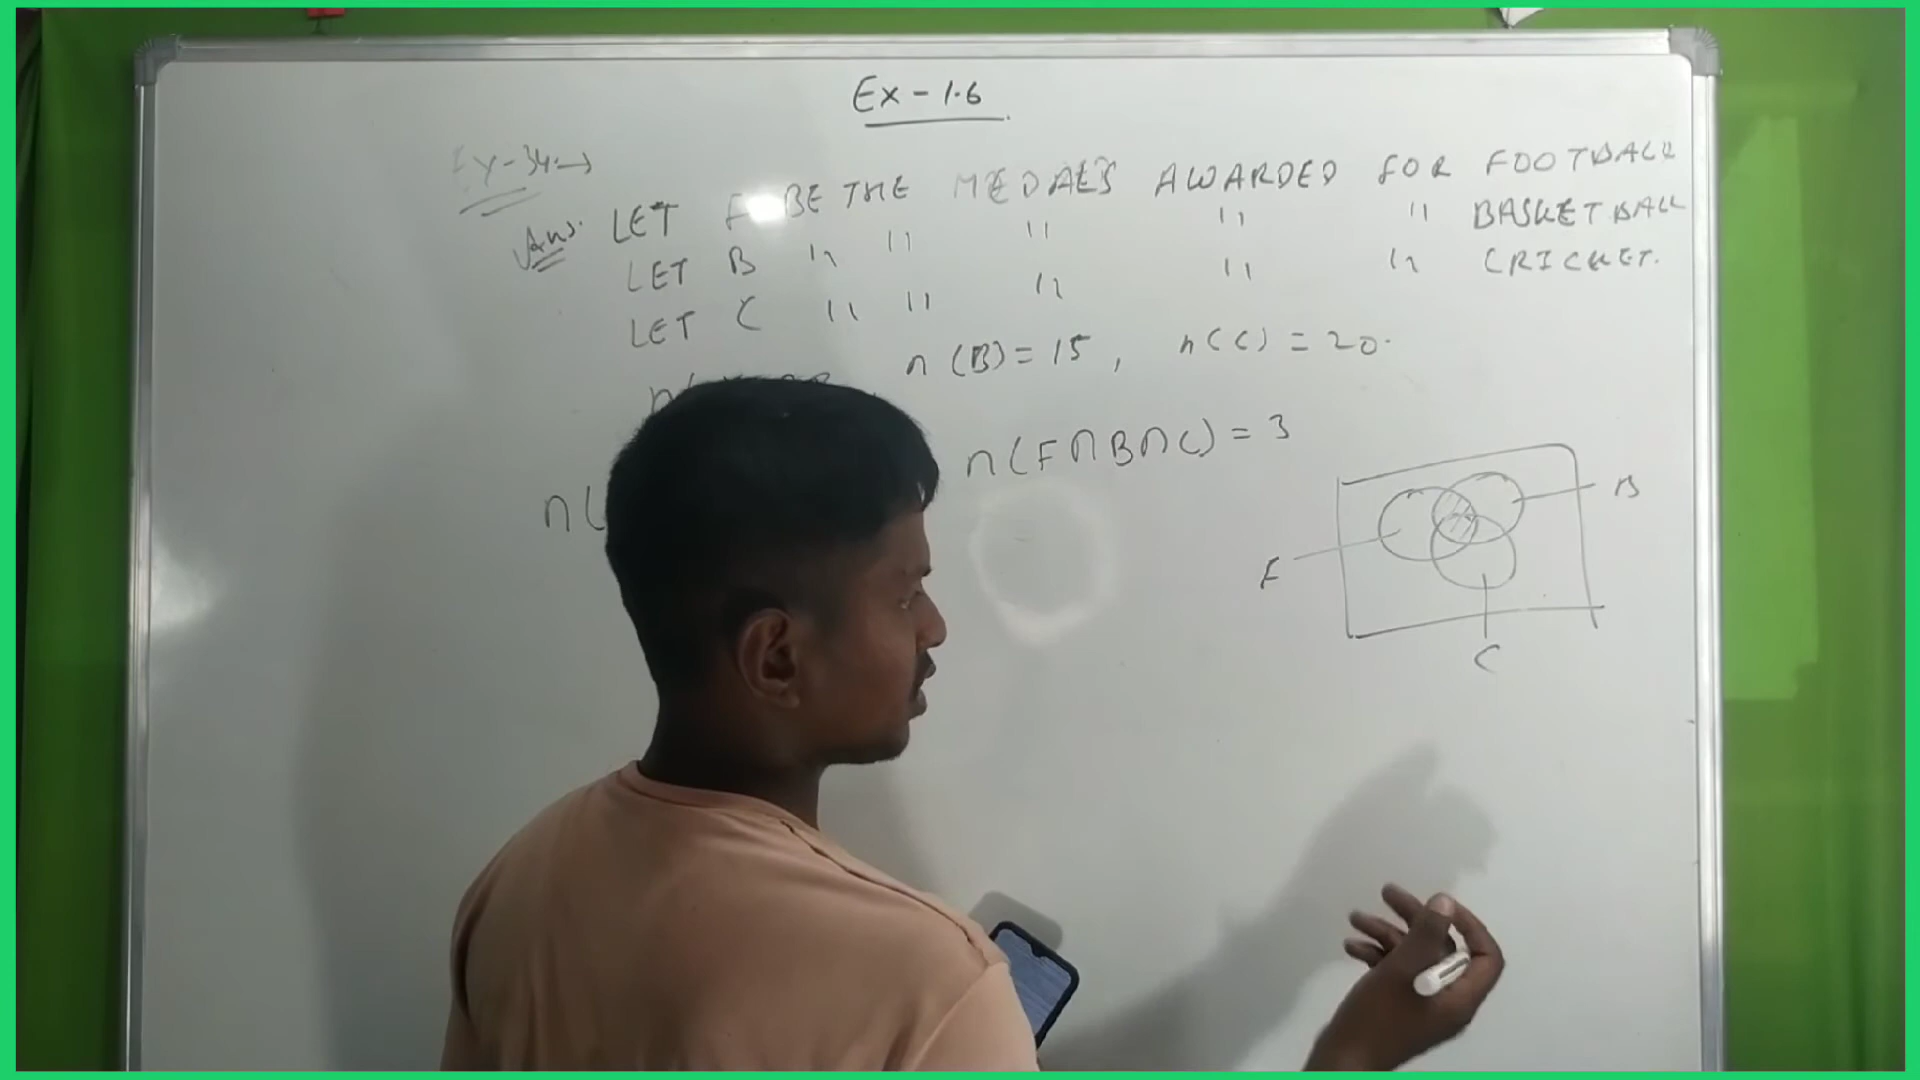 Ex - 1.6
Ex-34→
Ans. LET F BE THE MEDALS AWARDED FOR FOOTBALL
LET B " " " " " BASKETBALL
LET C " " " " " CRICKET.
n( n(B) = 15, n(C) = 20.
n( n(F∩B∩C) = 3
B
F
C